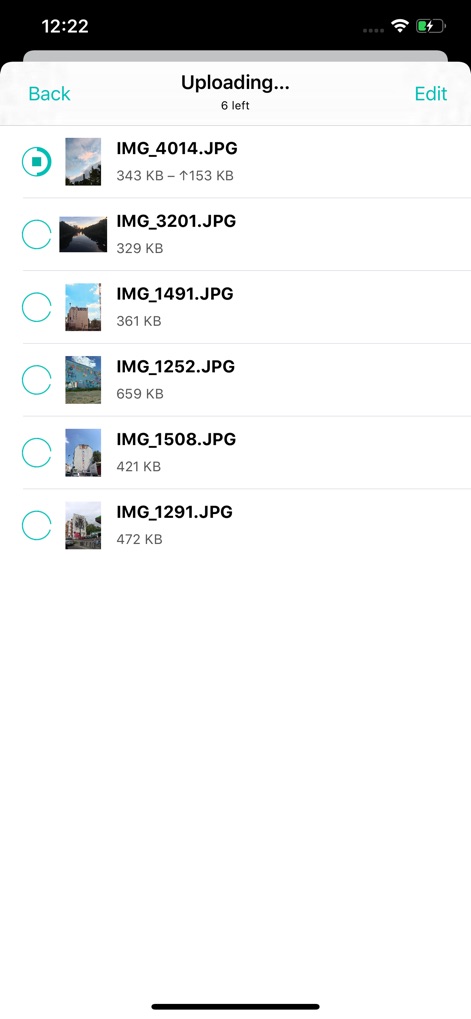 12:22
Back
Uploading...
Edit
6 left
IMG_4014.JPG
343 KB – ↑153 KB
IMG_3201.JPG
329 KB
IMG_1491.JPG
361 KB
IMG_1252.JPG
659 KB
IMG_1508.JPG
421 KB
IMG_1291.JPG
472 KB